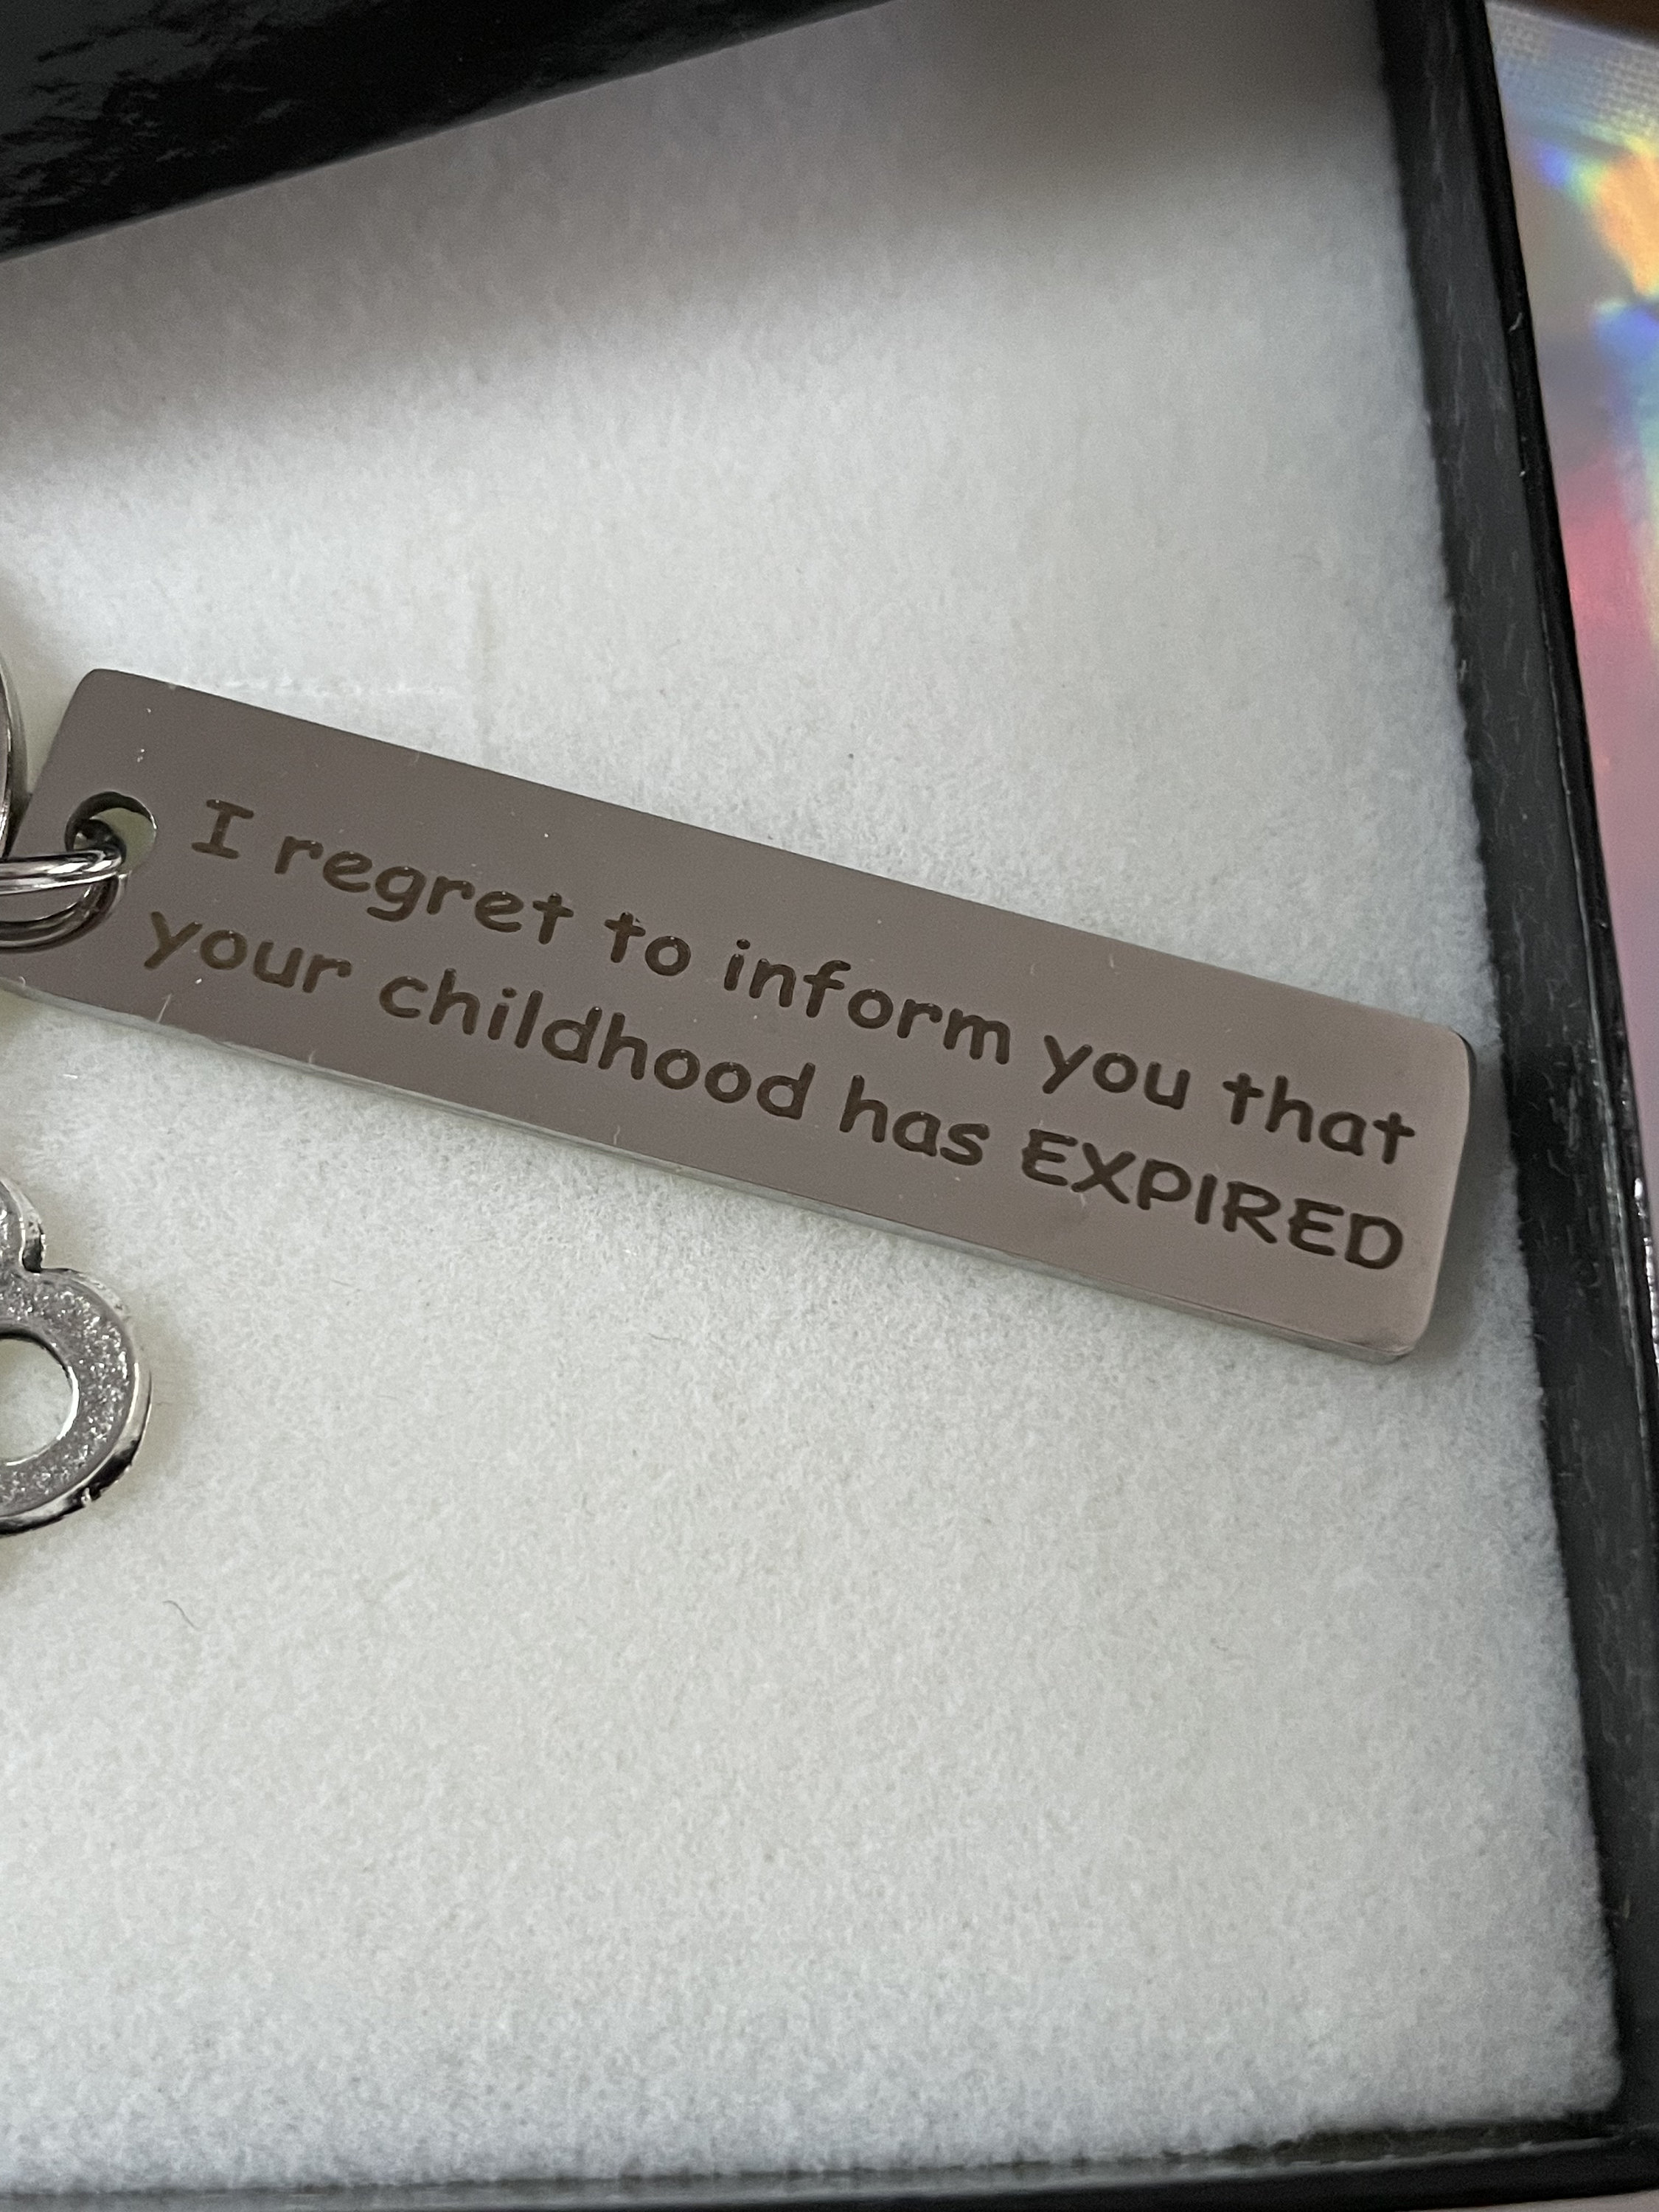 I regret to inform you that
your childhood has EXPIRED